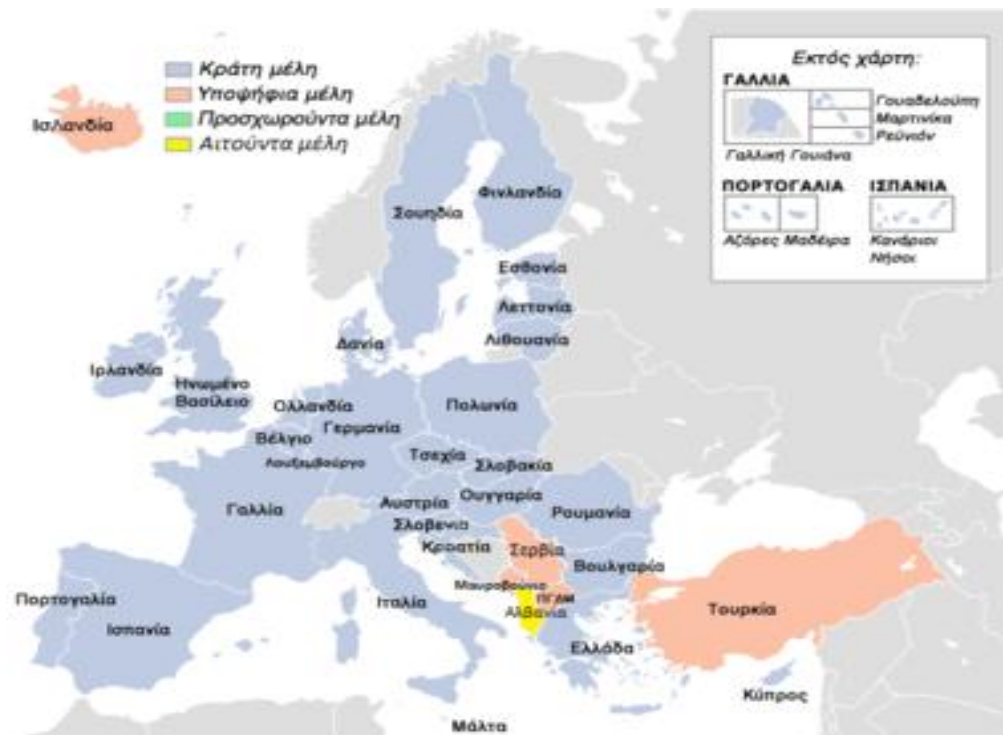 Κράτη μέλη
Υποψήφια μέλη
Προσχωρούντα μέλη
Αιτούντα μέλη
Εκτός χάρτη:
ΓΑΛΛΙΑ
Γουαδελούπη
Μαρτινίκα
Ρεϋνιόν
Γαλλική Γουιάνα
ΠΟΡΤΟΓΑΛΙΑ
ΙΣΠΑΝΙΑ
Αζόρες Μαδείρα
Κανάριοι
Νήσοι
Ισλανδία
Φινλανδία
Σουηδία
Εσθονία
Λεττονία
Λιθουανία
Δανία
Ιρλανδία
Ηνωμένο
Βασίλειο
Ολλανδία
Πολωνία
Γερμανία
Βέλγιο
Λουξεμβούργο
Τσεχία
Σλοβακία
Γαλλία
Αυστρία
Ουγγαρία
Ρουμανία
Σλοβενια
Κροατία
Σερβία
Βουλγαρία
Μαυροβούνιο
ΠΓΔΜ
Αλβανία
Πορτογαλία
Ισπανία
Ιταλία
Τουρκία
Ελλάδα
Κύπρος
Μάλτα